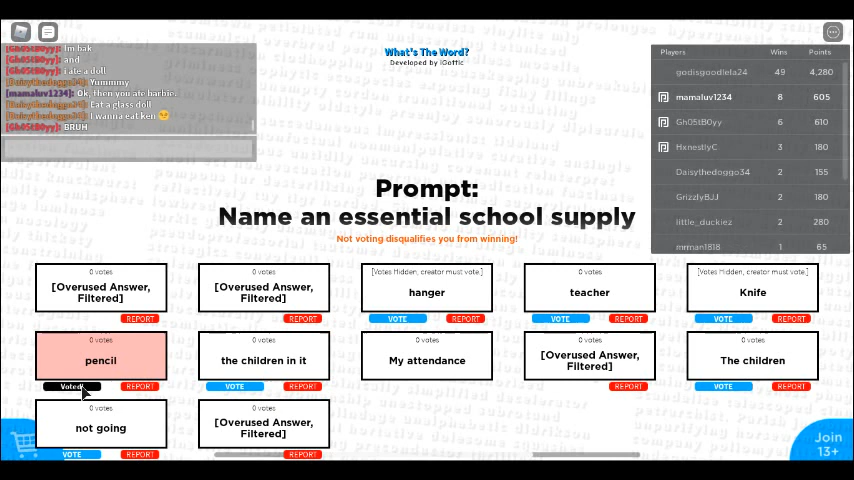 [Gh05tB0yy]: Im bak
[Gh05tB0yy]: and
[Gh05tB0yy]: i ate a doll
[Daisythedoggo34]: Yummmy
[mamaluv1234]: Ok, then you ate barbie.
[Daisythedoggo34]: Eat a glass doll
[Daisythedoggo34]: I wanna eat ken
[Gh05tB0yy]: BRUH
What's The Word?
Developed by iGottic
Players Wins Points
godisgoodlela24 49 4,280
mamaluv1234 8 605
Gh05tB0yy 6 610
HxnestlyC 3 180
Daisythedoggo34 2 155
GrizzlyBJJ 2 180
little_duckiez 2 280
mrman1818 1 65
Prompt:
Name an essential school supply
Not voting disqualifies you from winning!
0 votes
[Overused Answer,
Filtered]
REPORT
0 votes
[Overused Answer,
Filtered]
REPORT
[Votes Hidden, creator must vote.]
hanger
VOTE REPORT
0 votes
teacher
VOTE REPORT
[Votes Hidden, creator must vote.]
Knife
VOTE REPORT
0 votes
pencil
Voted! REPORT
0 votes
the children in it
VOTE REPORT
0 votes
My attendance
0 votes
[Overused Answer,
Filtered]
REPORT
0 votes
The children
VOTE REPORT
0 votes
not going
VOTE REPORT
0 votes
[Overused Answer,
Filtered]
REPORT
Join
13+